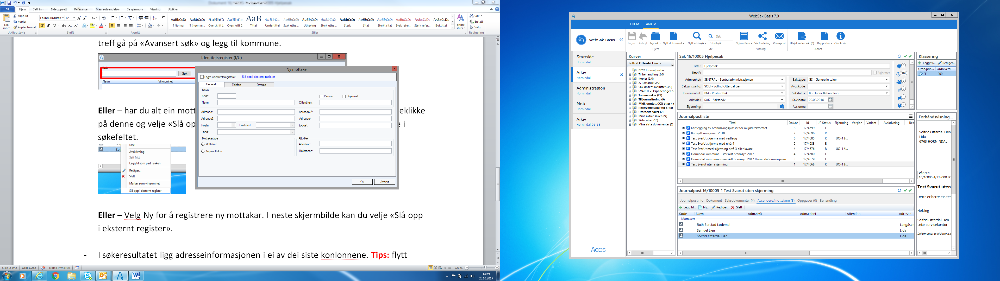 SvarUt - Microsoft Word
Fil Hjem Sett inn Sideoppsett Referanser Masseutsendelser Se gjennom Visning Utvikler
Lim inn
Klipp ut
Kopier
Kopier format
Utklippstavle
Calibri (Brødtek 12
Skrift
Avsnitt
AaBbCcDc AaBbCcDc AaBbC AaBbCc AaB AaBbCc. AaBbCcDc AaBbCcDc AaBbCcDc AaBbCcDc AaBbCcDc AaBbCcDc AABBCCDE AABBCCDE AaBbCcDc
¶ Normal ¶ Ingen m... Overskrift 1 Overskrift 2 Tittel Undertittel Svak uthe... Utheving Sterk uthe... Sterk Sitat Sterkt sitat Svak refer... Sterk refer... Boktittel
Stiler
Endre stiler
Søk
Erstatt
Velg
Redigering
treff gå på «Avansert søk» og legg til kommune.
Identitetsregister (I/U)
Søk:
Søk
Navn Virksomhet
Eller – har du alt ein mott
eklikke
på denne og velje «Slå op
e i
søkefeltet.
Kopi
Avskrivning
Sett frist
Legg til som part i saken
Rediger...
Slett
Marker som virksomhet
Slå opp i eksternt register
Ny mottaker
Lagre i identitetsregisteret Slå opp i eksternt register
Generelt Telefon Diverse
Navn
Kode: Person Skjermet
Navn: Offentlignr:
Adresse: Adresse 2:
Adresse3: Adresse4:
Postnr: Poststed: E-post:
Land:
Mottakertype Att./Ref.
Mottaker Attention:
Kopimottaker Referanse:
Ok Avbryt
Eller – Velg Ny for å registrere ny mottakar. I neste skjermbilde kan du velje «Slå opp
i eksternt register».
- I søkeresultatet ligg adresseinformasjonen i ei av dei siste konlonnene. Tips: flytt
Side: 2 av 2 Ord: 1/262 Norsk (nynorsk) 227 %
14:59
26.10.2017
WebSak Basis 7.0
HJEM ARKIV
WebSak Basis
Lagre Avbryt Ny sak Nytt dokument
Hjem
Nytt arkivsøk
Søk
Enkeltsøk...
Søk
Skjermflate Vis fordeling Vis e-post
Visning
Utsjekkede dok. (0) Rapporter Om Arkiv
Annet
Startside
Hornindal
Arkiv
Hornindal
Administrasjon
Hornindal
Møte
Hornindal
Arkiv
Hornindal 01-16
Acos
Kurver
Solfrid Otterdal Lien
BEST Journalposter
Til behandling (2/0)
Kopier (2/0)
X. Restanse (2/0)
Sak ønskes avsluttet (4/0)
SVARUT - Ekspederinger be
Tomme saker (28)
Til journalføring (9)
Midl. unntatt (XX) etter 4 c
Reserverte saker (til B) (8)
Ufordelte saker (2)
Mine aktive saker (24)
Siste saker (10)
Mine siste dokumenter (8)
Sak 16/10005 Hjelpesak
Tittel: Hjelpesak
Tittel2: Skjermet
Adm.enhet: SENTRAL - Sentraladministrasjonen Sakstype: GS - Generelle saker
Saksansvarlig: SOLI - Solfrid Otterdal Lien Avgj.kode:
Journalenhet: PM - Postmottak Sakstatus: B - Under Behandling
Arkivdel: SAK - Saksarkiv Saksdato: 29.08.2016
Skjerming: Avsluttet:
0
576
0
0
Journalpostliste
Tittel Dok.nr Id JP Status Skjerming Versjon Variant Avskrivning Bes
Kartlegging av brannøvingsplasser for miljødirektoratet 8 17/4699 E
Budsjett revisjonen 2018 7 17/4696 R
Test SvarUt skjerma med vedlegg 6 17/4685 R UO-1 §...
Test SvarUt skjerma med nivå 4 5 17/4683 E
Test SvarUt med skjerming nivå 3 eller lavare 4 17/4676 R UO-1 §...
Hornindal kommune - særskilt brannsyn 2017 4 17/4680 E
Hornindal kommune - særskilt brannsyn 2017 Hornindal omsorgssen... 3 17/4679 E
Test Svarut uten skjerming 1 17/4668 R UO-1 §...
Journalpost 16/10005-1 Test Svarut uten skjerming
Journalpostinfo Dokument Saksdokumenter (4) Avsendere/mottakere (3) Oppgaver (0) Behandling
Legg til... Ny... Rediger... Slett
Kode Navn Adm.nivå Adm.enhet Attention Adresse
Mottakere
Ruth Berstad Lødemel Langåsen
Samuel Lien Lida
Solfrid Otterdal Lien Lida
Klassering
Legg til... Rediger...
Ordn.prin... Ordn.verdi
FE 000
Forhåndsvisning...
Solfrid Otterdal Lien
Lida
6763 HORNINDAL
Vår ref:
16/10005-1/ FE-000 SO
Test Svarut uten
Dette er berre ein tes
Helsing
Solfrid Otterdal Lien
Leiar servicekontor
Dokumentet er elektronisk